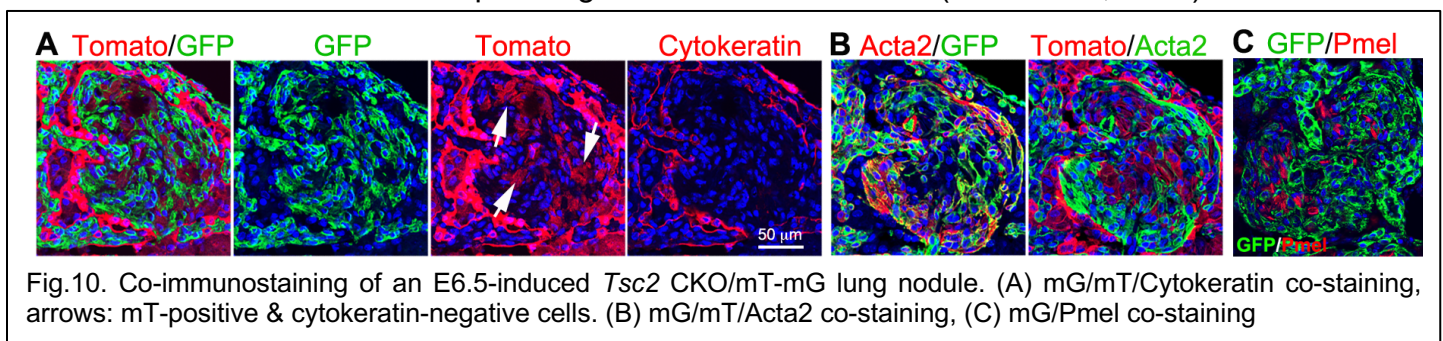 A Tomato/GFP GFP Tomato Cytokeratin B Acta2/GFP Tomato/Acta2 C GFP/Pmel
50 μm
GFP/Pmel
Fig.10. Co-immunostaining of an E6.5-induced Tsc2 CKO/mT-mG lung nodule. (A) mG/mT/Cytokeratin co-staining,
arrows: mT-positive & cytokeratin-negative cells. (B) mG/mT/Acta2 co-staining, (C) mG/Pmel co-staining